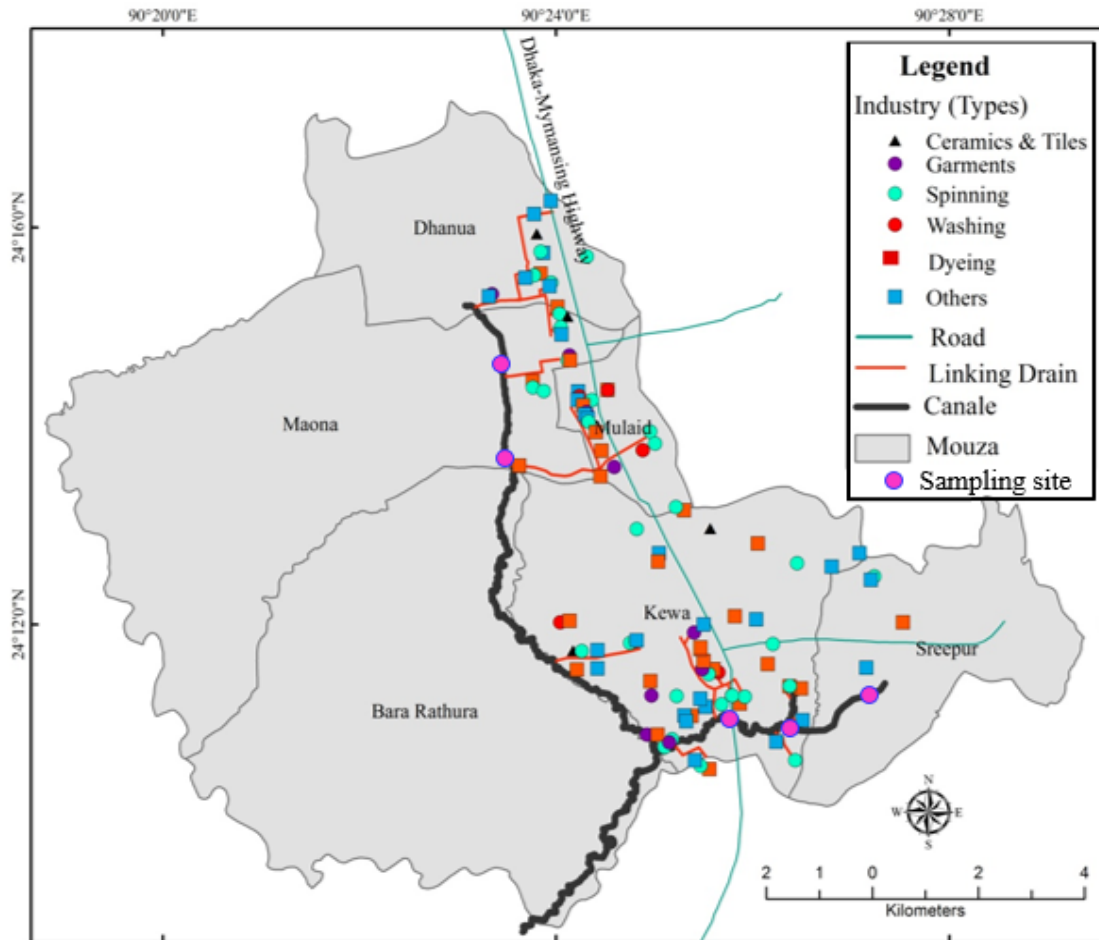 90°20'0"E
90°24'0"E
90°28'0"E
24°16'0"N
24°12'0"N
Dhaka-Mymansing Highway
Legend
Industry (Types)
Ceramics & Tiles
Garments
Spinning
Washing
Dyeing
Others
Road
Linking Drain
Canale
Mouza
Sampling site
Dhanua
Maona
Mulaid
Kewa
Sreepur
Bara Rathura
N
W
E
S
2 1 0 2 4
Kilometers